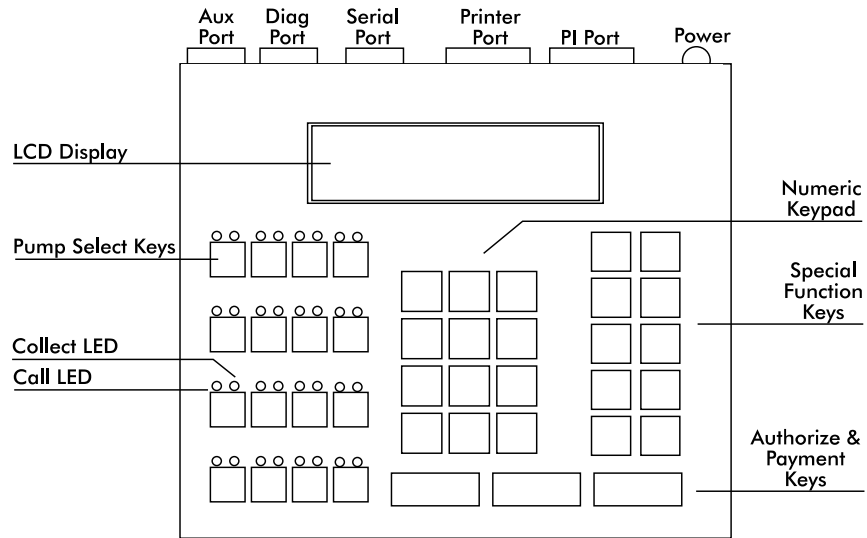 Aux
Port
Diag
Port
Serial
Port
Printer
Port
PI Port
Power
LCD Display
Numeric
Keypad
Pump Select Keys
Special
Function
Keys
Collect LED
Call LED
Authorize &
Payment
Keys